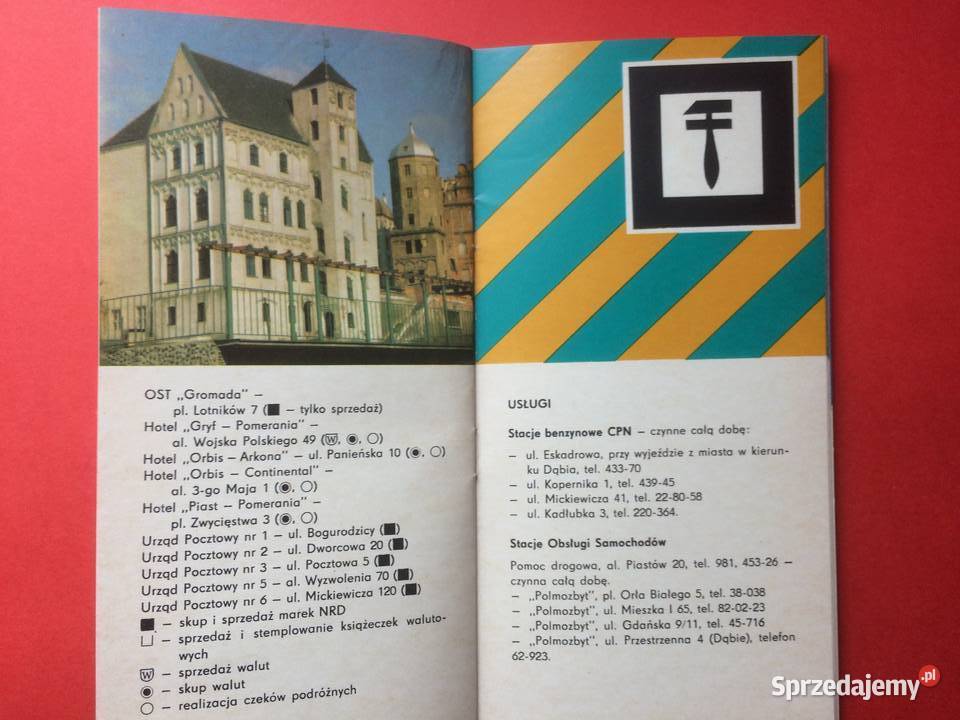 OST „Gromada” –
pl. Lotników 7 (■ – tylko sprzedaż)
Hotel „Gryf – Pomerania” –
al. Wojska Polskiego 49 (W, ◉, ○)
Hotel „Orbis – Arkona” – ul. Panieńska 10 (◉, ○)
Hotel „Orbis – Continental” –
al. 3-go Maja 1 (◉, ○)
Hotel „Piast – Pomerania” –
pl. Zwycięstwa 3 (◉, ○)
Urząd Pocztowy nr 1 – ul. Bogurodzicy (■)
Urząd Pocztowy nr 2 – ul. Dworcowa 20 (■)
Urząd Pocztowy nr 3 – ul. Pocztowa 5 (■)
Urząd Pocztowy nr 5 – al. Wyzwolenia 70 (■)
Urząd Pocztowy nr 6 – ul. Mickiewicza 120 (■)
■ – skup i sprzedaż marek NRD
⊔ – sprzedaż i stemplowanie książeczek waluto-
wych
W – sprzedaż walut
◉ – skup walut
○ – realizacja czeków podróżnych
USŁUGI
Stacje benzynowe CPN – czynne całą dobę:
– ul. Eskadrowa, przy wyjeździe z miasta w kierun-
ku Dąbia, tel. 433-70
– ul. Kopernika 1, tel. 439-45
– ul. Mickiewicza 41, tel. 22-80-58
– ul. Kadłubka 3, tel. 220-364.
Stacje Obsługi Samochodów
Pomoc drogowa, al. Piastów 20, tel. 981, 453-26 –
czynna całą dobę.
– „Polmozbyt”, pl. Orła Białego 5, tel. 38-038
– „Polmozbyt”, ul. Mieszka I 65, tel. 82-02-23
– „Polmozbyt”, ul. Gdańska 9/11, tel. 45-716
– „Polmozbyt”, ul. Przestrzenna 4 (Dąbie), telefon
62-923.
Sprzedajemy.pl